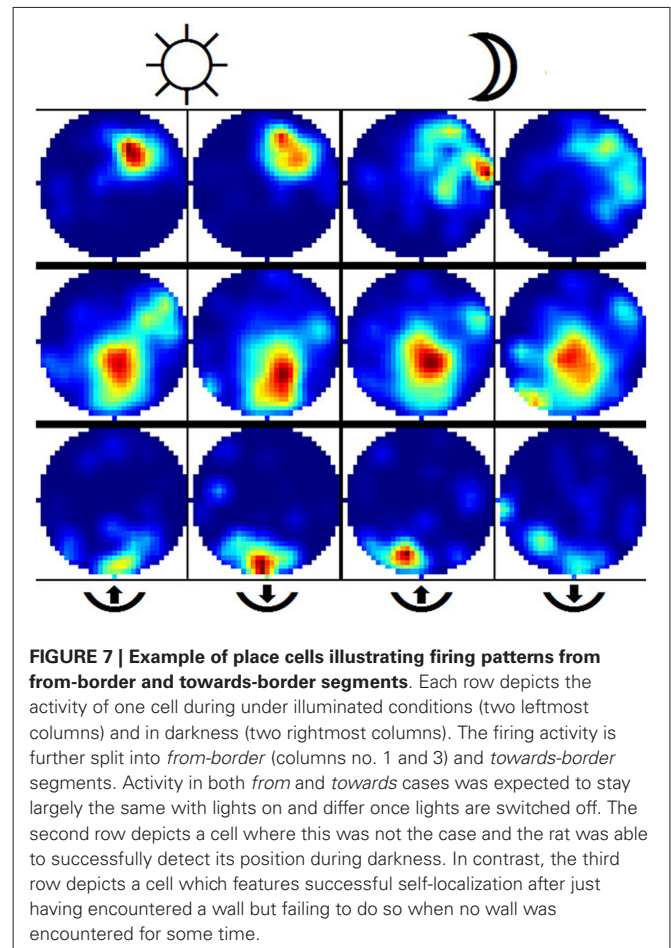 FIGURE 7 | Example of place cells illustrating firing patterns from
from-border and towards-border segments. Each row depicts the
activity of one cell during under illuminated conditions (two leftmost
columns) and in darkness (two rightmost columns). The firing activity is
further split into from-border (columns no. 1 and 3) and towards-border
segments. Activity in both from and towards cases was expected to stay
largely the same with lights on and differ once lights are switched off. The
second row depicts a cell where this was not the case and the rat was able
to successfully detect its position during darkness. In contrast, the third
row depicts a cell which features successful self-localization after just
having encountered a wall but failing to do so when no wall was
encountered for some time.